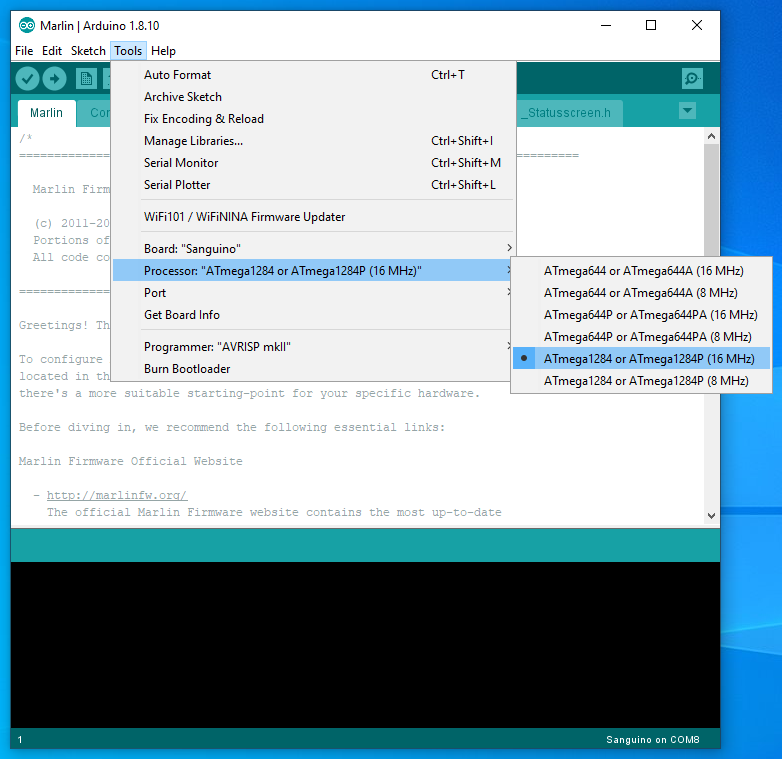 Marlin | Arduino 1.8.10
File Edit Sketch Tools Help
Marlin
Co
_Statusscreen.h
Auto Format Ctrl+T
Archive Sketch
Fix Encoding & Reload
Manage Libraries... Ctrl+Shift+I
Serial Monitor Ctrl+Shift+M
Serial Plotter Ctrl+Shift+L
WiFi101 / WiFiNINA Firmware Updater
Board: "Sanguino"
Processor: "ATmega1284 or ATmega1284P (16 MHz)"
Port
Get Board Info
Programmer: "AVRISP mkII"
Burn Bootloader
ATmega644 or ATmega644A (16 MHz)
ATmega644 or ATmega644A (8 MHz)
ATmega644P or ATmega644PA (16 MHz)
ATmega644P or ATmega644PA (8 MHz)
ATmega1284 or ATmega1284P (16 MHz)
ATmega1284 or ATmega1284P (8 MHz)
/*
Marlin Firm
(c) 2011-20
Portions of
All code co
Greetings! Th
To configure
located in th
there's a more suitable starting-point for your specific hardware.
Before diving in, we recommend the following essential links:
Marlin Firmware Official Website
- http://marlinfw.org/
The official Marlin Firmware website contains the most up-to-date
1
Sanguino on COM8